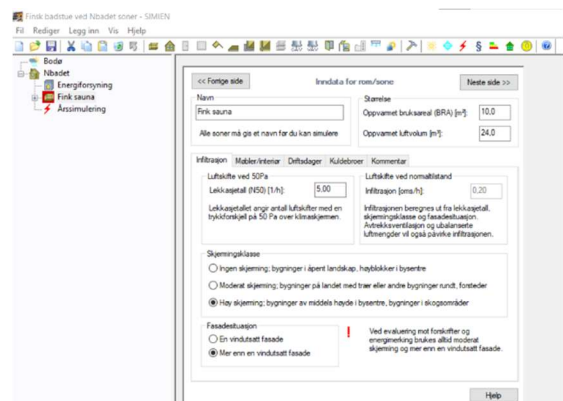 Finsk badstue ved Nbadet soner - SIMIEN
Fil Rediger Legg inn Vis Hjelp
Bodø
Nbadet
Energiforsyning
Fink sauna
Årssimulering
<< Forrige side
Inndata for rom/sone
Neste side >>
Navn
Fink sauna
Alle soner må gis et navn før du kan simulere
Størrelse
Oppvarmet bruksareal (BRA) [m²]: 10,0
Oppvarmet luftvolum [m³]: 24,0
Infiltrasjon Møbler/interiør Driftsdager Kuldebroer Kommentar
Luftskifte ved 50Pa
Lekkasjetall (N50) [1/h]: 5,00
Lekkasjetallet angir antall luftskifter med en
trykkforskjell på 50 Pa over klimaskjermen.
Luftskifte ved normaltilstand
Infiltrasjon [oms/h]: 0,20
Infiltrasjonen beregnes ut fra lekkasjetall,
skjermingsklasse og fasadesituasjon.
Avtrekksventilasjon og ubalanserte
luftmengder vil også påvirke infiltrasjonen.
Skjermingsklasse
Ingen skjerming; bygninger i åpent landskap, høyblokker i bysentre
Moderat skjerming; bygninger på landet med trær eller andre bygninger rundt, forsteder
Høy skjerming; bygninger av middels høyde i bysentre, bygninger i skogsområder
Fasadesituasjon
En vindutsatt fasade
Mer enn en vindutsatt fasade
!
Ved evaluering mot forskrifter og
energimerking brukes alltid moderat
skjerming og mer enn en vindutsatt fasade.
Hjelp